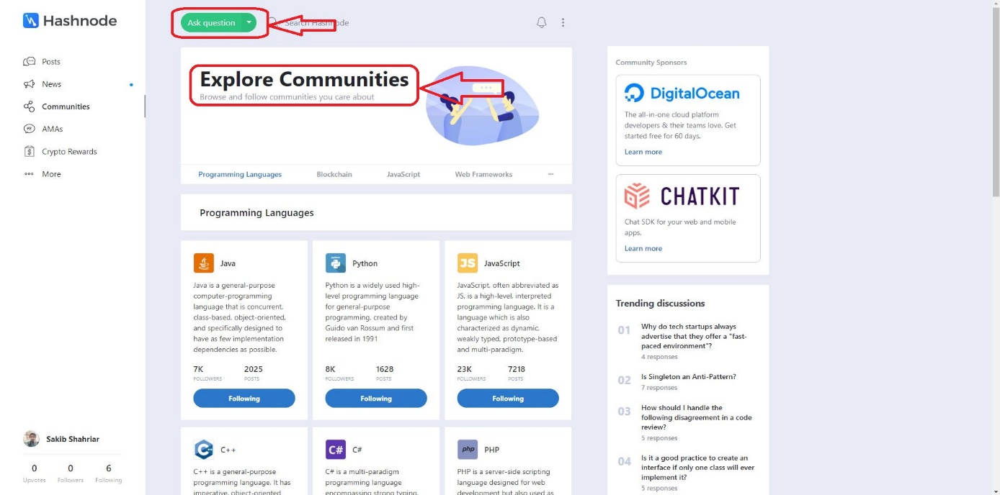 Hashnode
Posts
News
Communities
AMAs
Crypto Rewards
More
Sakib Shahriar
0
0
6
Upvotes
Followers
Following
Ask question
Search Hashnode
Explore Communities
Browse and follow communities you care about
Programming Languages
Blockchain
JavaScript
Web Frameworks
Programming Languages
Java
Java is a general-purpose
computer-programming
language that is concurrent,
class-based, object-oriented,
and specifically designed to
have as few implementation
dependencies as possible.
7K
2025
FOLLOWERS
POSTS
Following
Python
Python is a widely used high-
level programming language
for general-purpose
programming, created by
Guido van Rossum and first
released in 1991
8K
1628
FOLLOWERS
POSTS
Following
JS
JavaScript
JavaScript, often abbreviated as
JS, is a high-level, interpreted
programming language. It is a
language which is also
characterized as dynamic,
weakly typed, prototype-based
and multi-paradigm.
23K
7218
FOLLOWERS
POSTS
Following
C++
C++ is a general-purpose
programming language. It has
imperative, object-oriented
C#
C#
C# is a multi-paradigm
programming language
encompassing strong typing,
php
PHP
PHP is a server-side scripting
language designed for web
development but also used as
Community Sponsors
DigitalOcean
The all-in-one cloud platform
developers & their teams love. Get
started free for 60 days.
Learn more
CHATKIT
Chat SDK for your web and mobile
apps.
Learn more
Trending discussions
01
Why do tech startups always
advertise that they offer a "fast-
paced environment"?
4 responses
02
Is Singleton an Anti-Pattern?
7 responses
03
How should I handle the
following disagreement in a code
review?
5 responses
04
Is it a good practice to create an
interface if only one class will ever
implement it?
5 responses